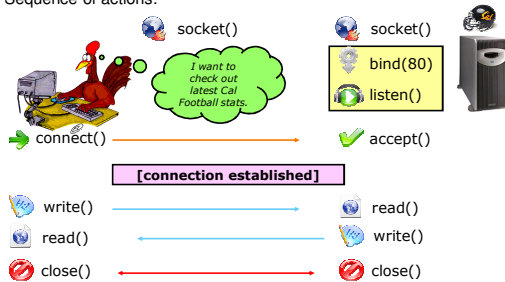 Sequence of actions:
socket()
socket()
I want to
check out
latest Cal
Football stats.
bind(80)
listen()
connect()
accept()
[connection established]
write()
read()
read()
write()
close()
close()